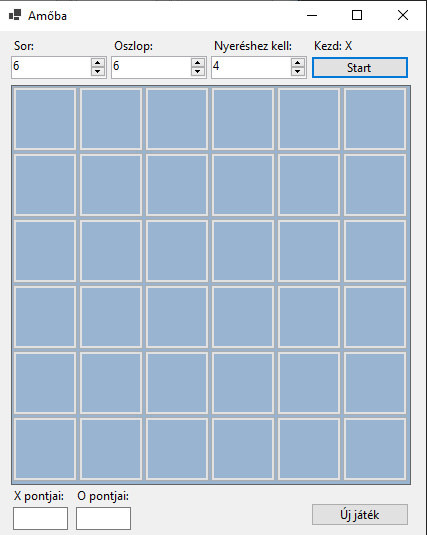 Amőba
Sor: Oszlop: Nyeréshez kell: Kezd: X
6 6 4 Start
X pontjai: O pontjai:
Új játék